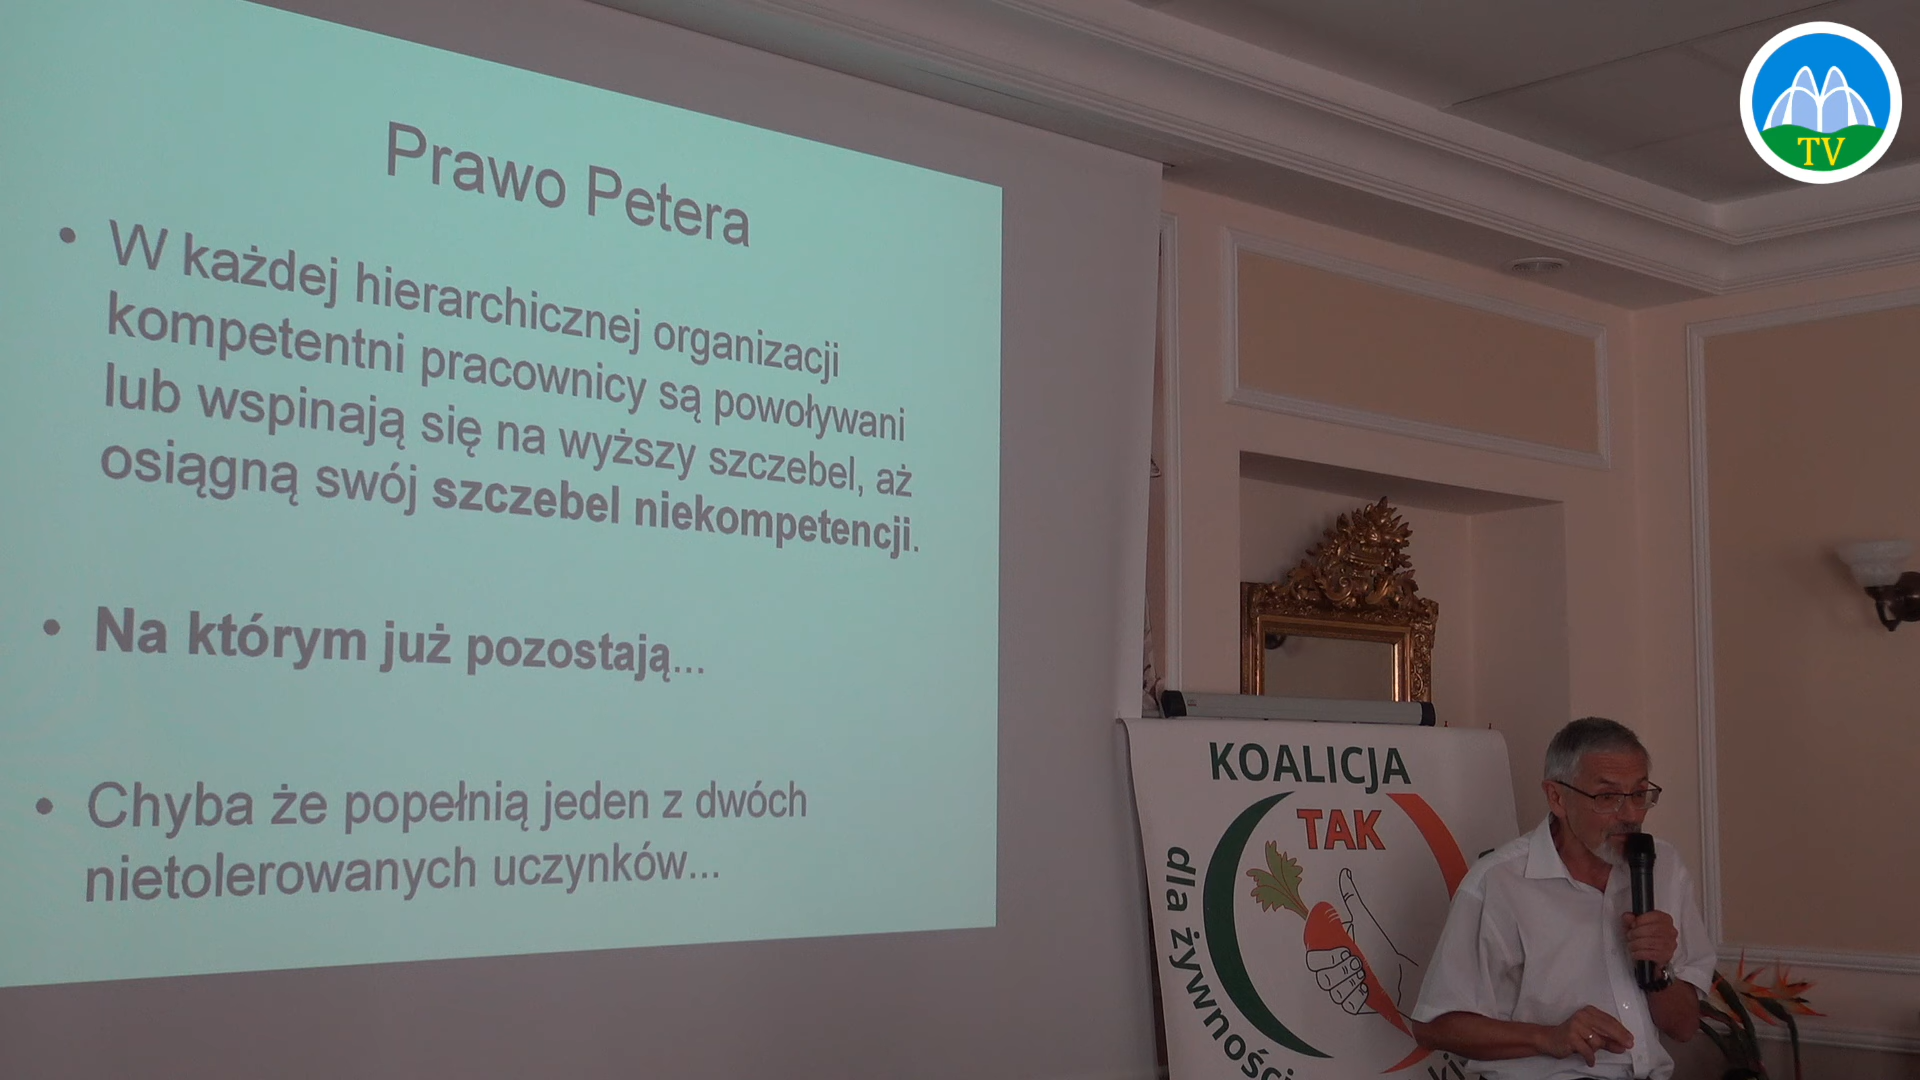 TV
Prawo Petera
• W każdej hierarchicznej organizacji
kompetentni pracownicy są powoływani
lub wspinają się na wyższy szczebel, aż
osiągną swój szczebel niekompetencji.
• Na którym już pozostają...
• Chyba że popełnią jeden z dwóch
nietolerowanych uczynków...
KOALICJA
TAK
dla żywności